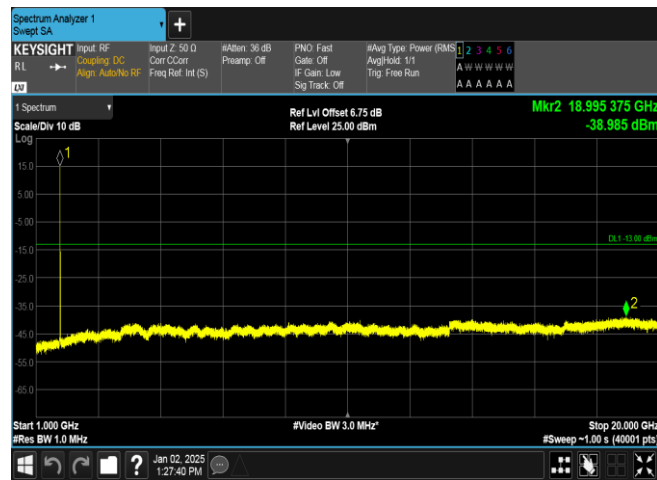 Spectrum Analyzer 1
Swept SA
+
KEYSIGHT Input: RF Input Z: 50 Ω #Atten: 36 dB PNO: Fast #Avg Type: Power (RMS 1 2 3 4 5 6
RL Coupling: DC Corr CCorr Preamp: Off Gate: Off Avg|Hold: 1/1 A W W W W W
Align: Auto/No RF Freq Ref: Int (S) IF Gain: Low Trig: Free Run
LXI Sig Track: Off A A A A A A
1 Spectrum Ref Lvl Offset 6.75 dB Mkr2 18.995 375 GHz
Scale/Div 10 dB Ref Level 25.00 dBm -38.985 dBm
Log
1
15.0
5.00
-5.00
DL1 -13.00 dBm
-15.0
-25.0
2
-35.0
-45.0
-55.0
-65.0
Start 1.000 GHz #Video BW 3.0 MHz* Stop 20.000 GHz
#Res BW 1.0 MHz #Sweep ~1.00 s (40001 pts)
? Jan 02, 2025
1:27:40 PM